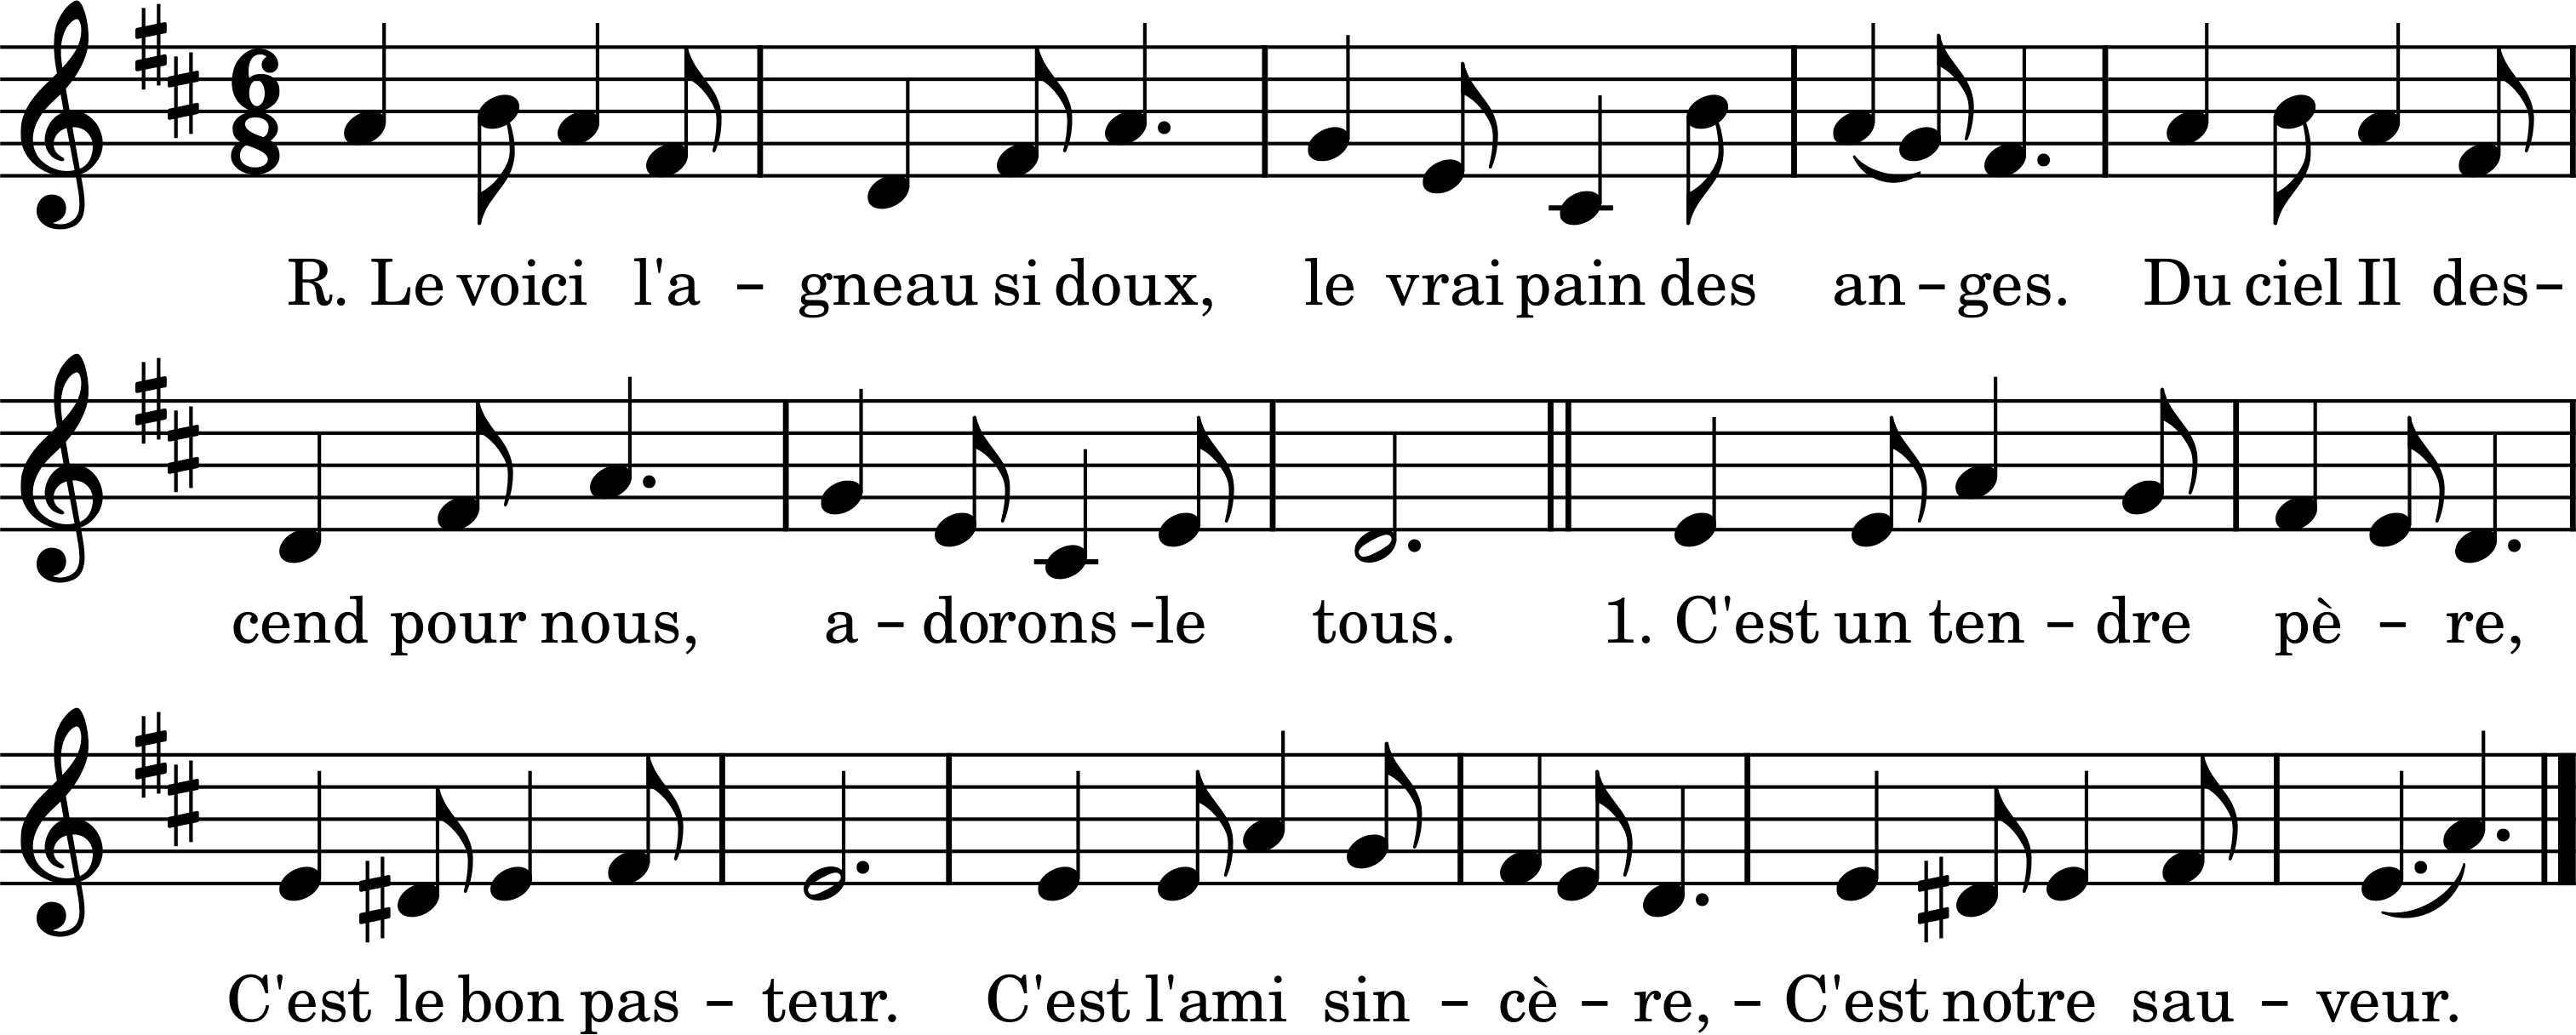 6
8
R. Le voici l'a – gneau si doux, le vrai pain des an – ges. Du ciel Il des –
cend pour nous, a – dorons –le tous. 1. C'est un ten – dre pè – re,
C'est le bon pas – teur. C'est l'ami sin – cè – re, – C'est notre sau – veur.